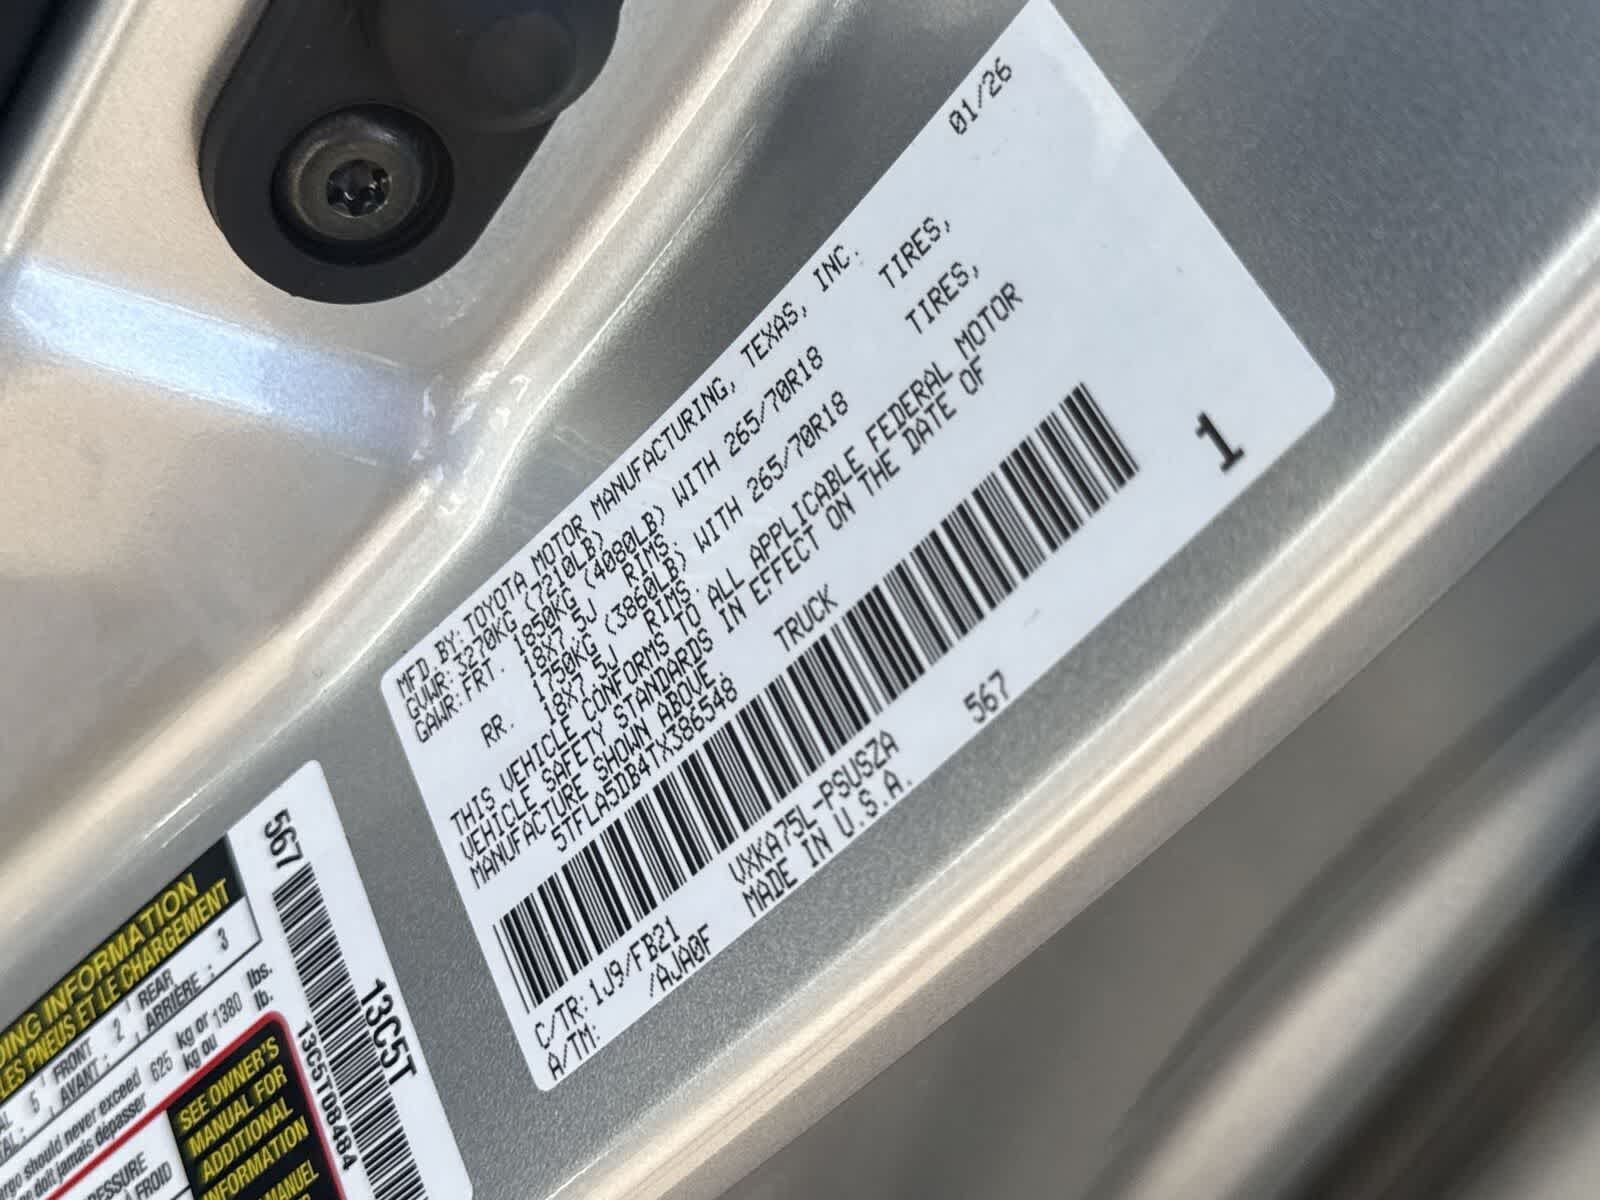 01/26
MFD.BY:TOYOTA MOTOR MANUFACTURING, TEXAS, INC.
GVWR:3270KG (7210LB)
GAWR:FRT. 1850KG (4080LB) WITH 265/70R18 TIRES,
18X7.5J RIMS.
RR. 1750KG (3860LB) WITH 265/70R18 TIRES,
18X7.5J RIMS.
THIS VEHICLE CONFORMS TO ALL APPLICABLE FEDERAL MOTOR
VEHICLE SAFETY STANDARDS IN EFFECT ON THE DATE OF
MANUFACTURE SHOWN ABOVE.
5TFLA5DB4TX386548 TRUCK
1
C/TR:1J9/FB21 VXKA75L-PSUSZA 567
A/TM: /AJA0F MADE IN U.S.A.
567
13C5T
13C5T08484
ING INFORMATION
LES PNEUS ET LE CHARGEMENT
5 FRONT 2 REAR 3
AVANT : ARRIÈRE :
should never exceed 625 kg or 1380 lbs.
doit jamais dépasser kg ou lb.
SEE OWNER'S
MANUAL FOR
ADDITIONAL
INFORMATION
MANUEL
FROID